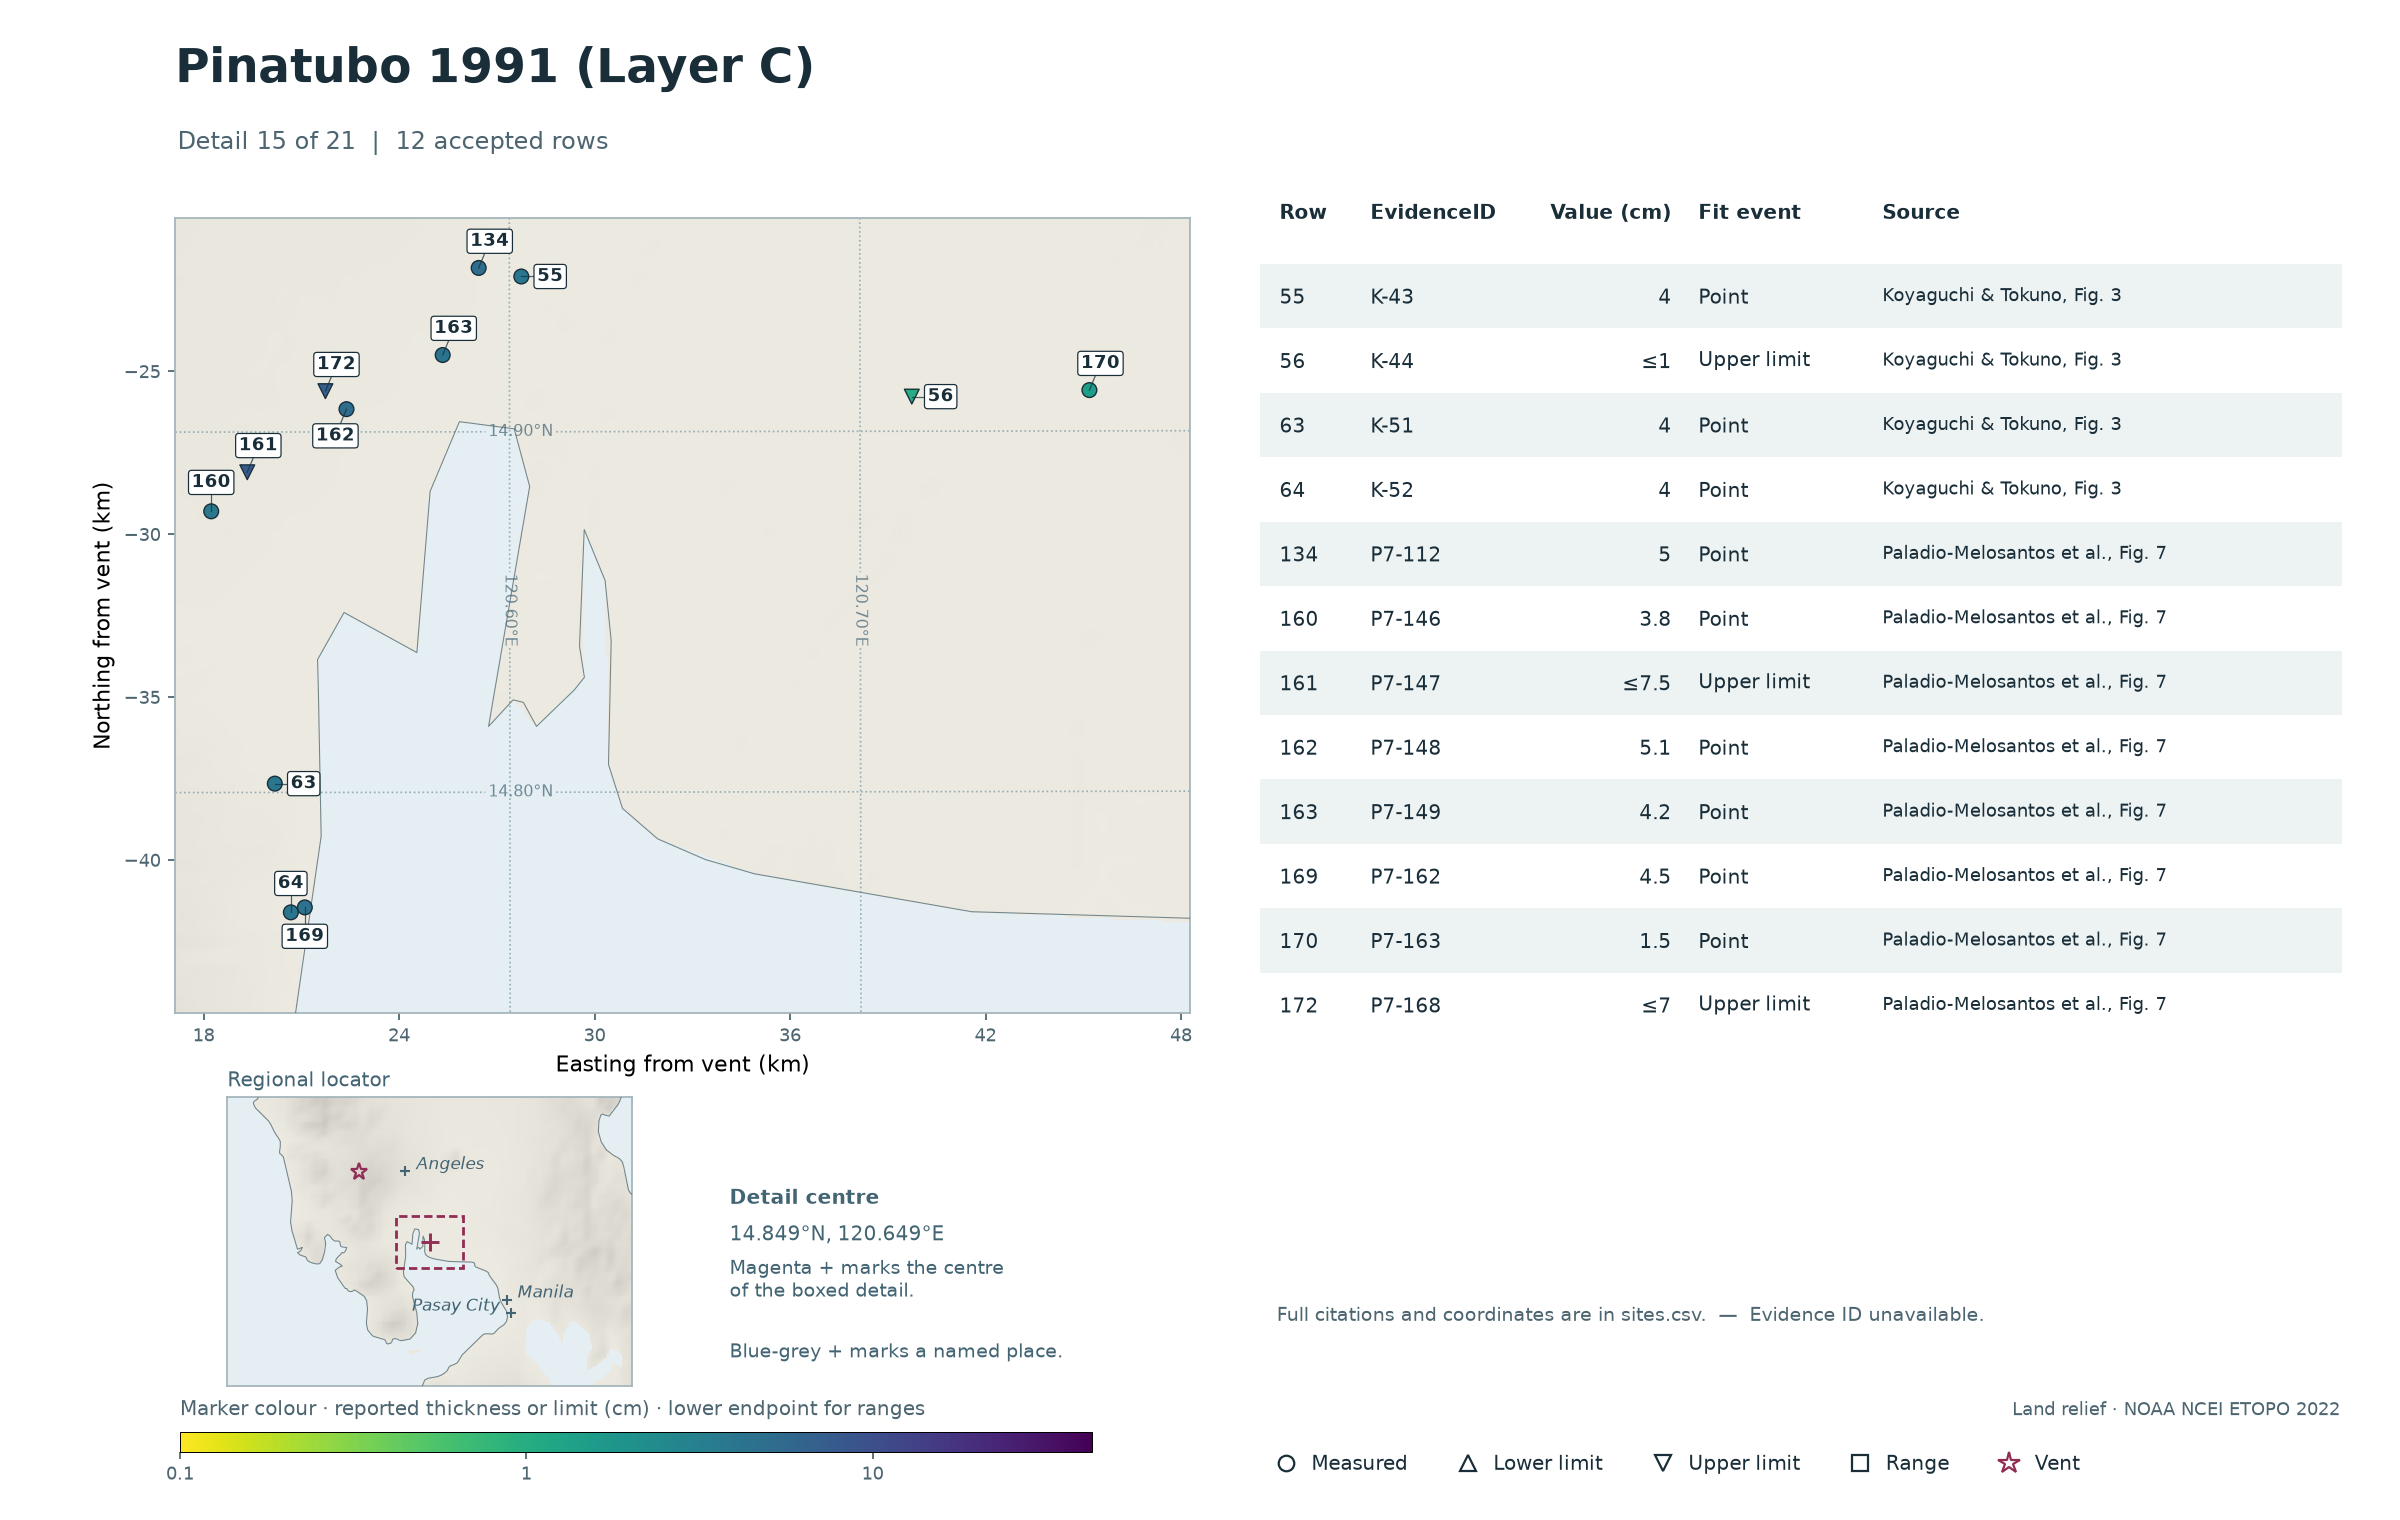 Pinatubo 1991 (Layer C)
Detail 15 of 21 | 12 accepted rows
134
55
163
172
162
161
160
56
170
63
64
169
14.90°N
14.80°N
120.60°E
120.70°E
−25
−30
−35
−40
Northing from vent (km)
18 24 30 36 42 48
Easting from vent (km)
Row EvidenceID Value (cm) Fit event Source
55 K-43 4 Point Koyaguchi & Tokuno, Fig. 3
56 K-44 ≤1 Upper limit Koyaguchi & Tokuno, Fig. 3
63 K-51 4 Point Koyaguchi & Tokuno, Fig. 3
64 K-52 4 Point Koyaguchi & Tokuno, Fig. 3
134 P7-112 5 Point Paladio-Melosantos et al., Fig. 7
160 P7-146 3.8 Point Paladio-Melosantos et al., Fig. 7
161 P7-147 ≤7.5 Upper limit Paladio-Melosantos et al., Fig. 7
162 P7-148 5.1 Point Paladio-Melosantos et al., Fig. 7
163 P7-149 4.2 Point Paladio-Melosantos et al., Fig. 7
169 P7-162 4.5 Point Paladio-Melosantos et al., Fig. 7
170 P7-163 1.5 Point Paladio-Melosantos et al., Fig. 7
172 P7-168 ≤7 Upper limit Paladio-Melosantos et al., Fig. 7
Regional locator
Angeles
Manila
Pasay City
Detail centre
14.849°N, 120.649°E
Magenta + marks the centre
of the boxed detail.
Blue-grey + marks a named place.
Full citations and coordinates are in sites.csv. — Evidence ID unavailable.
Marker colour · reported thickness or limit (cm) · lower endpoint for ranges
0.1 1 10
Land relief · NOAA NCEI ETOPO 2022
Measured Lower limit Upper limit Range Vent